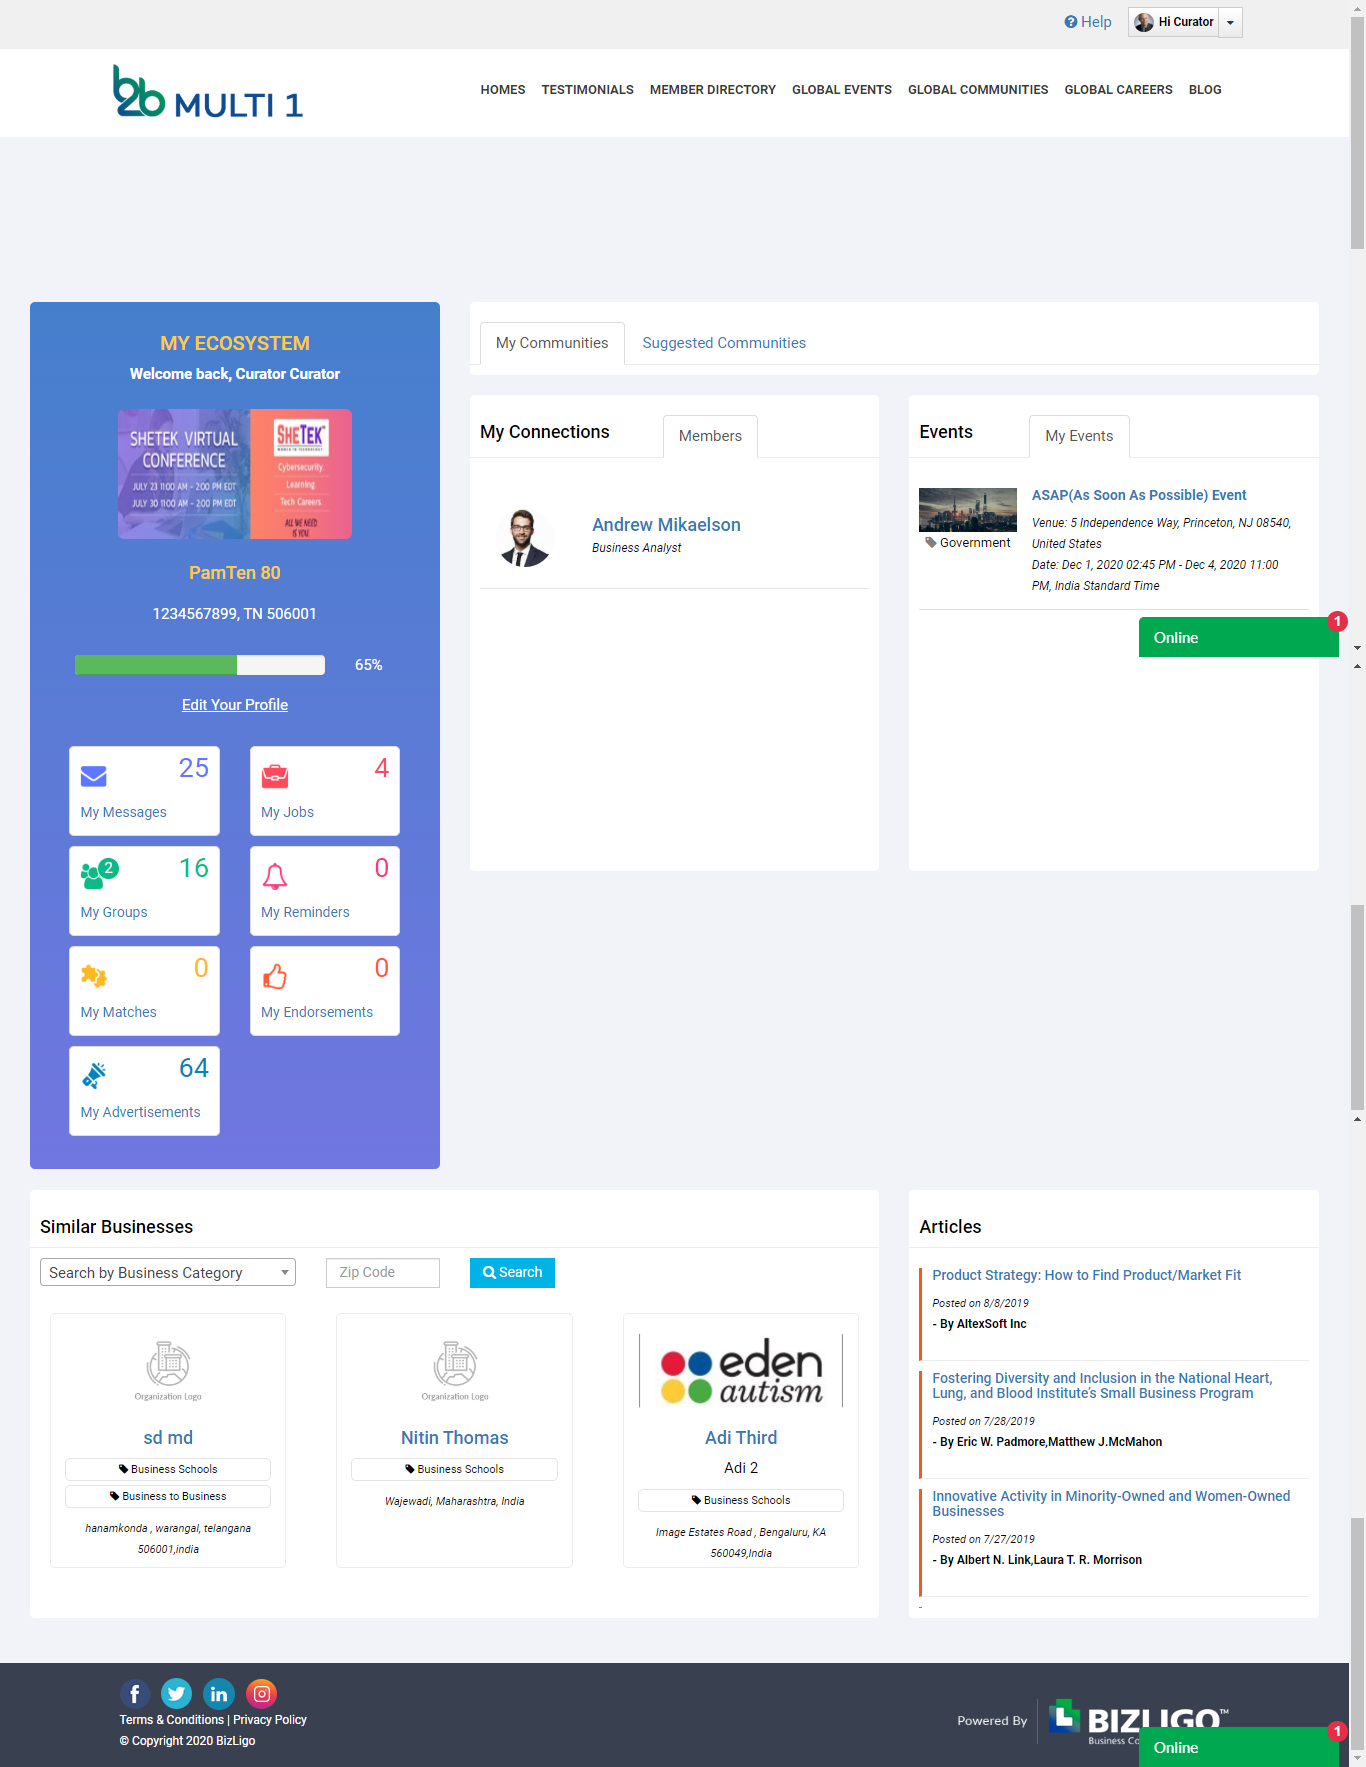 Help
Hi Curator
b2b MULTI 1
HOMES TESTIMONIALS MEMBER DIRECTORY GLOBAL EVENTS GLOBAL COMMUNITIES GLOBAL CAREERS BLOG
MY ECOSYSTEM
Welcome back, Curator Curator
SHETEK VIRTUAL
CONFERENCE
JULY 23 11:00 AM - 2:00 PM EDT
JULY 30 11:00 AM - 2:00 PM EDT
SHETEK
WOMEN IN TECHNOLOGY
Cybersecurity
Learning
Tech Careers
ALL WE NEED
IS YOU
PamTen 80
1234567899, TN 506001
65%
Edit Your Profile
25
My Messages
4
My Jobs
2
16
My Groups
0
My Reminders
0
My Matches
0
My Endorsements
64
My Advertisements
My Communities
Suggested Communities
My Connections
Members
Andrew Mikaelson
Business Analyst
Events
My Events
Government
ASAP(As Soon As Possible) Event
Venue: 5 Independence Way, Princeton, NJ 08540,
United States
Date: Dec 1, 2020 02:45 PM - Dec 4, 2020 11:00
PM, India Standard Time
Online
1
Similar Businesses
Search by Business Category
Zip Code
Search
Organization Logo
sd md
Business Schools
Business to Business
hanamkonda , warangal, telangana
506001,india
Organization Logo
Nitin Thomas
Business Schools
Wajewadi, Maharashtra, India
eden
autism
Adi Third
Adi 2
Business Schools
Image Estates Road , Bengaluru, KA
560049,India
Articles
Product Strategy: How to Find Product/Market Fit
Posted on 8/8/2019
- By AltexSoft Inc
Fostering Diversity and Inclusion in the National Heart,
Lung, and Blood Institute's Small Business Program
Posted on 7/28/2019
- By Eric W. Padmore,Matthew J.McMahon
Innovative Activity in Minority-Owned and Women-Owned
Businesses
Posted on 7/27/2019
- By Albert N. Link,Laura T. R. Morrison
Terms & Conditions | Privacy Policy
© Copyright 2020 BizLigo
Powered By
BIZLIGO™
Business Co
Online
1